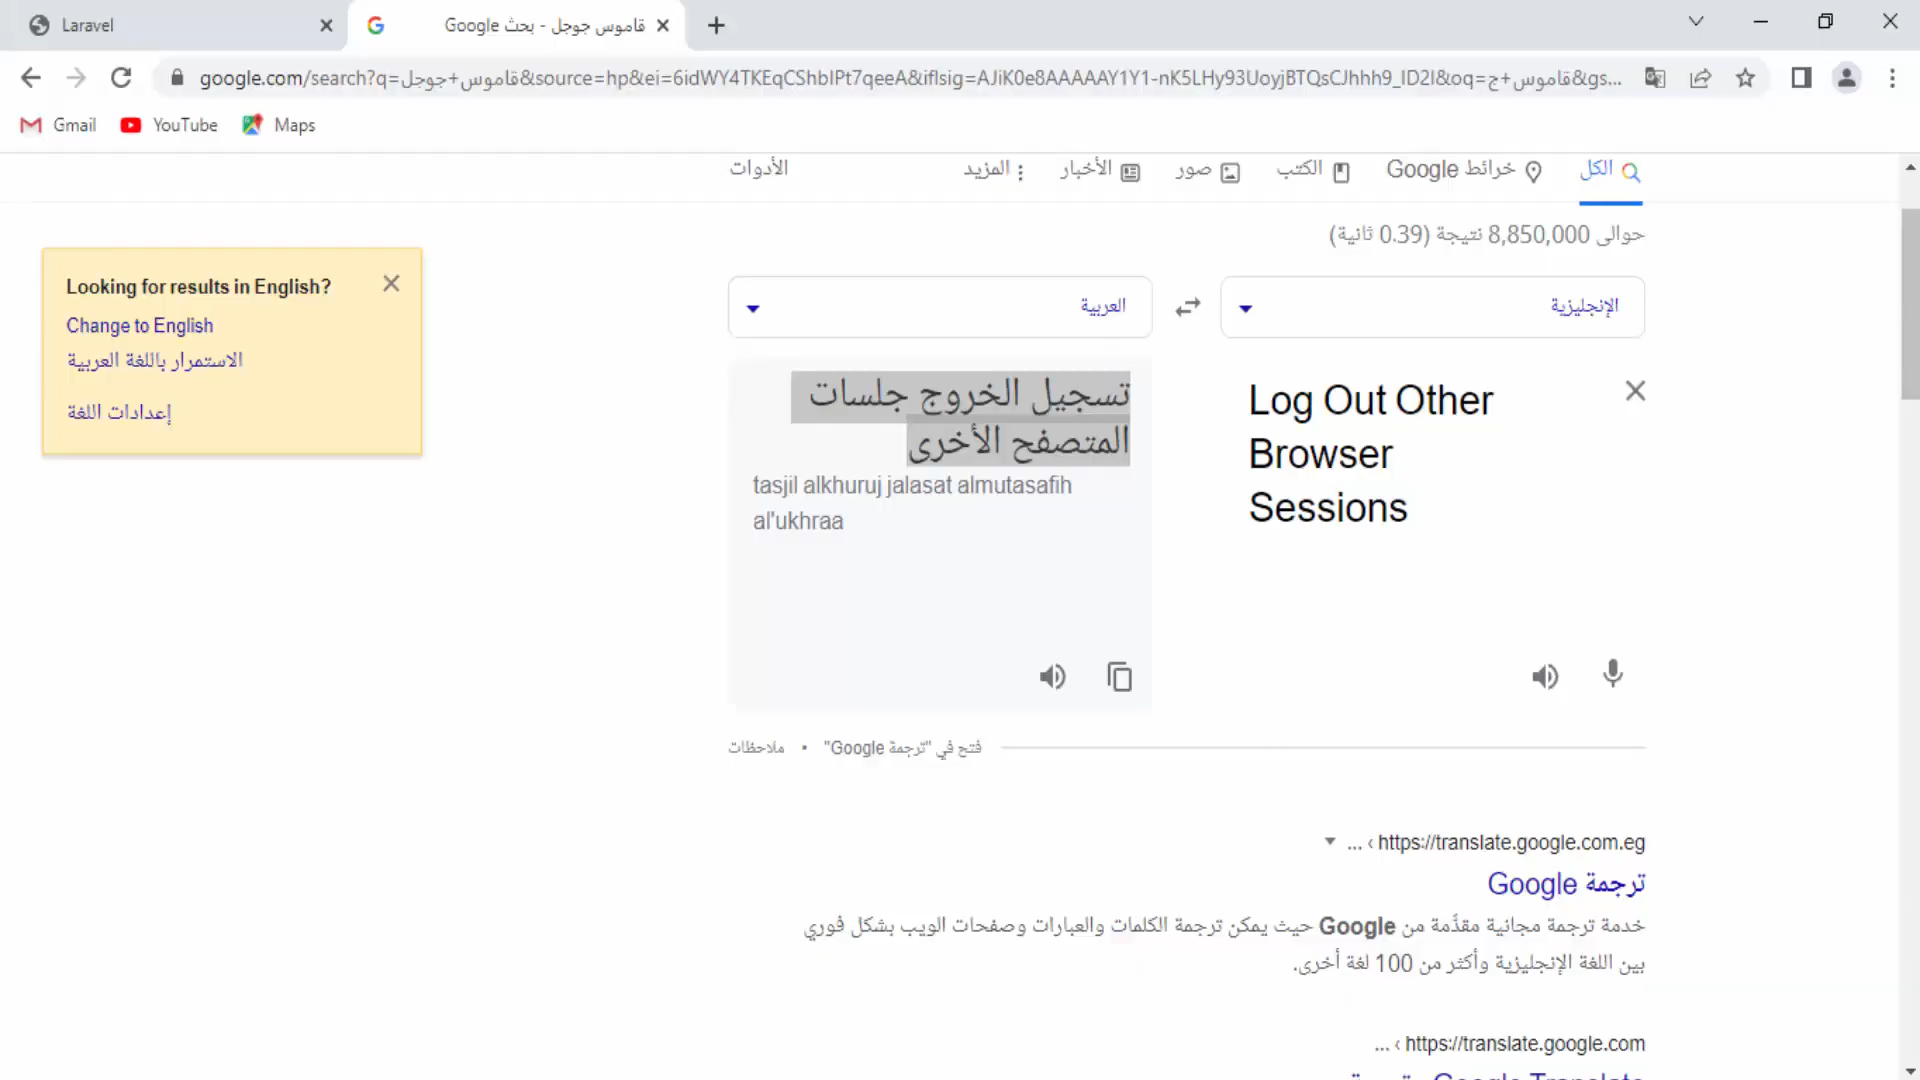 Laravel
قاموس جوجل - بحث Google
google.com/search?q=قاموس+جوجل&source=hp&ei=6idWY4TKEqCShbIPt7qeeA&iflsig=AJiK0e8AAAAAY1Y1-nK5LHy93UoyjBTQsCJhhh9_ID2I&oq=قاموس+ج&gs...
Gmail YouTube Maps
الكل خرائط Google الكتب صور الأخبار المزيد الأدوات
حوالى 8,850,000 نتيجة (0.39 ثانية)
Looking for results in English?
Change to English
الاستمرار باللغة العربية
إعدادات اللغة
الإنجليزية
العربية
Log Out Other
Browser
Sessions
تسجيل الخروج جلسات
المتصفح الأخرى
tasjil alkhuruj jalasat almutasafih
al'ukhraa
فتح في "ترجمة Google" • ملاحظات
https://translate.google.com.eg › ...
ترجمة Google
خدمة ترجمة مجانية مقدَّمة من Google حيث يمكن ترجمة الكلمات والعبارات وصفحات الويب بشكل فوري
بين اللغة الإنجليزية وأكثر من 100 لغة أخرى.
https://translate.google.com › ...
Google Translate